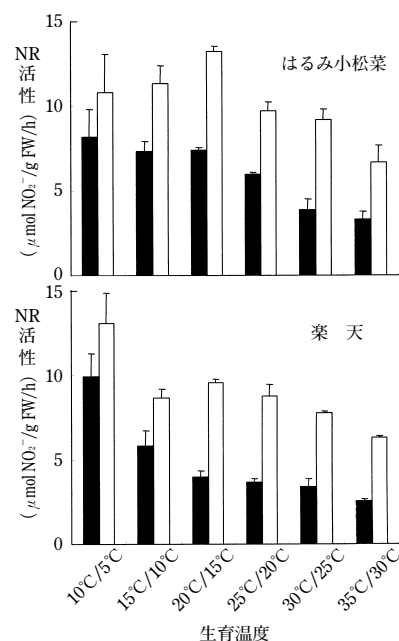 15
10
5
0
NR
活
性
(μmol NO₂⁻/g FW/h)
はるみ小松菜
15
10
5
0
NR
活
性
(μmol NO₂⁻/g FW/h)
楽 天
10℃/5℃
15℃/10℃
20℃/15℃
25℃/20℃
30℃/25℃
35℃/30℃
生育温度